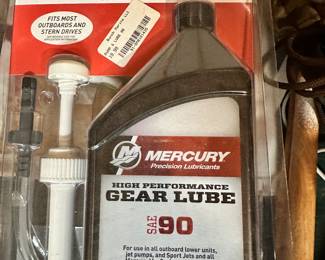 FITS MOST
OUTBOARDS AND
STERN DRIVES
MERCURY
Precision Lubricants
HIGH PERFORMANCE
GEAR LUBE
SAE 90
For use in all outboard lower units,
jet pumps, and Sport Jets and all